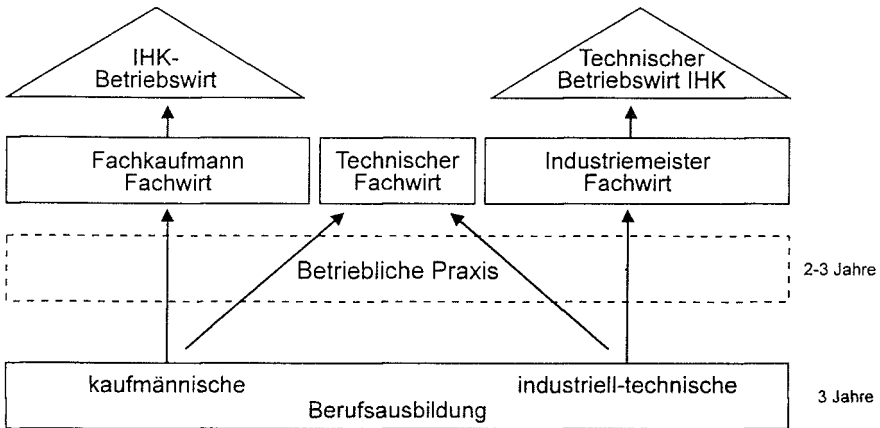 IHK-
Betriebswirt
Technischer
Betriebswirt IHK
Fachkaufmann
Fachwirt
Technischer
Fachwirt
Industriemeister
Fachwirt
Betriebliche Praxis
2-3 Jahre
kaufmännische
industriell-technische
Berufsausbildung
3 Jahre